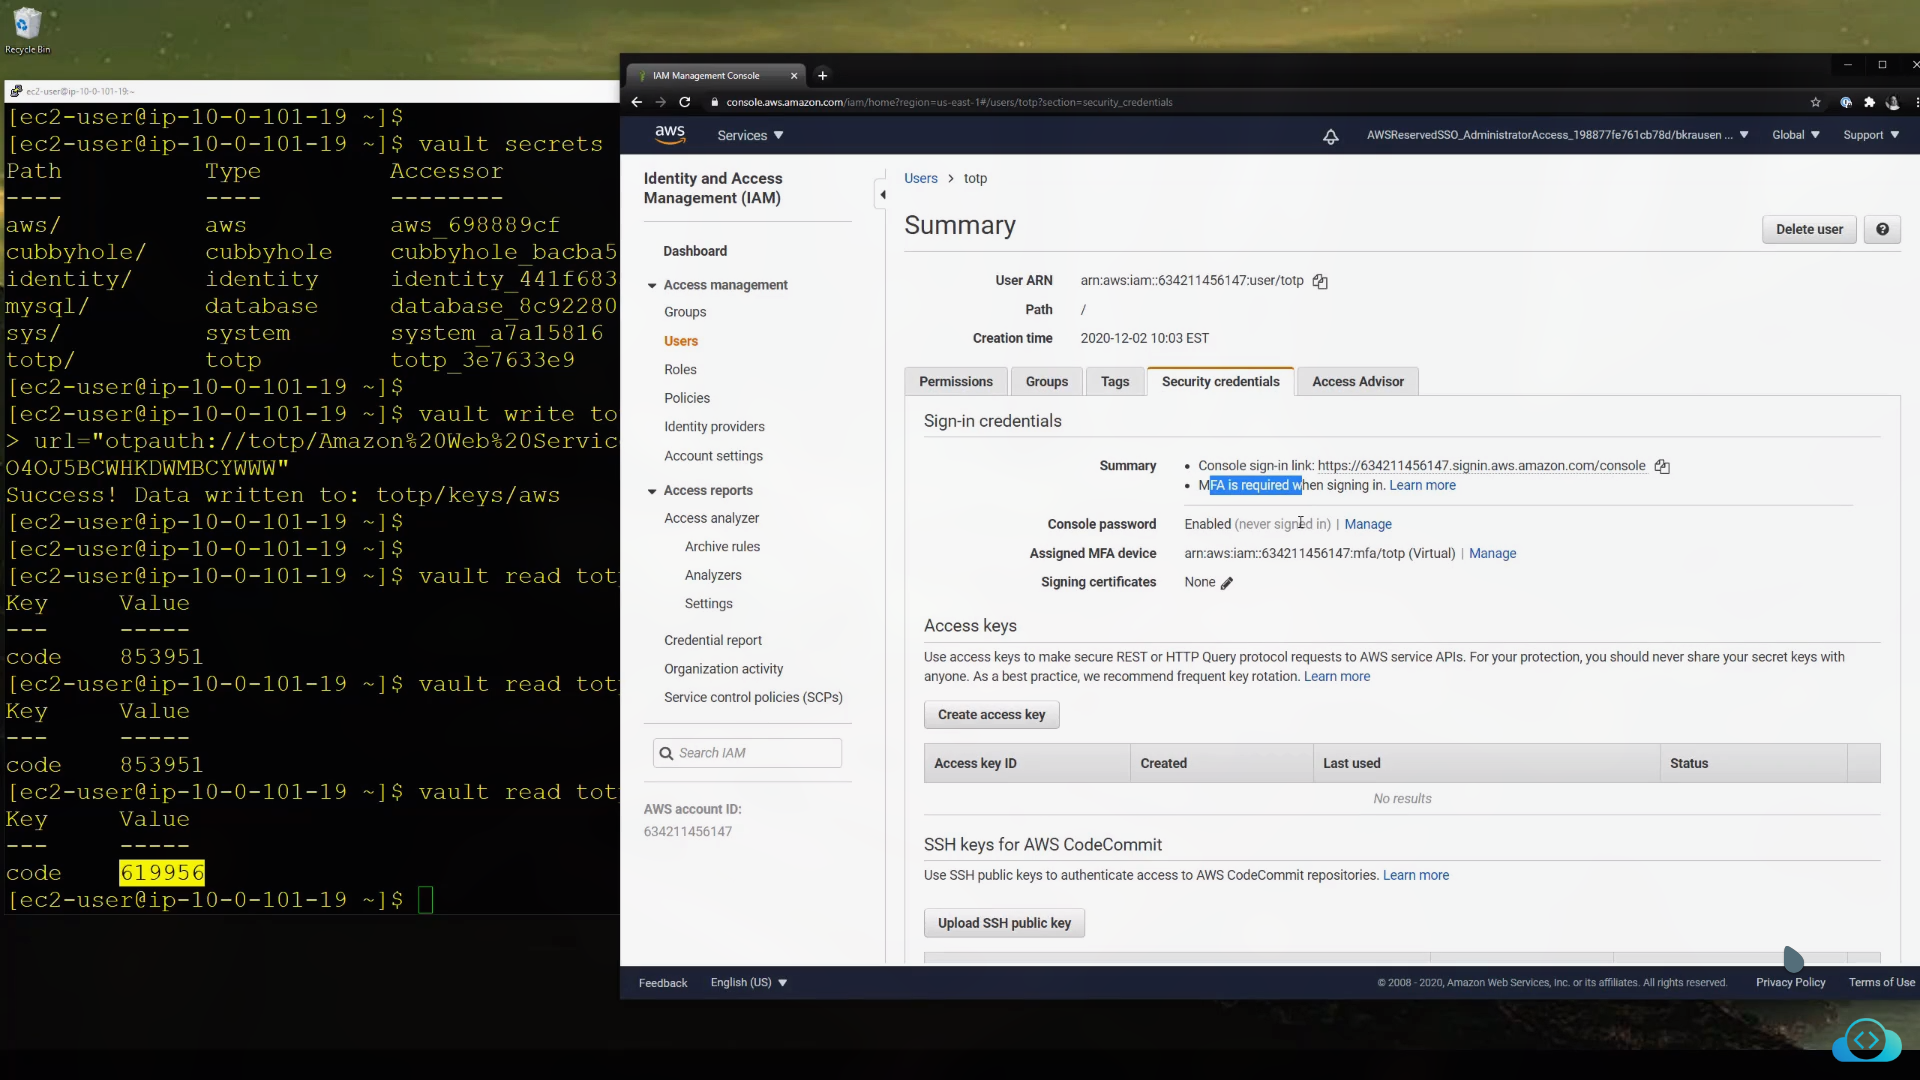 Recycle Bin
ec2-user@ip-10-0-101-19:~
[ec2-user@ip-10-0-101-19 ~]$
[ec2-user@ip-10-0-101-19 ~]$ vault secrets
Path Type Accessor
---- ---- --------
aws/ aws aws_698889cf
cubbyhole/ cubbyhole cubbyhole_bacba5
identity/ identity identity_441f683
mysql/ database database_8c92280
sys/ system system_a7a15816
totp/ totp totp_3e7633e9
[ec2-user@ip-10-0-101-19 ~]$
[ec2-user@ip-10-0-101-19 ~]$ vault write to
> url="otpauth://totp/Amazon%20Web%20Servic
O4OJ5BCWHKDWMBCYWWW"
Success! Data written to: totp/keys/aws
[ec2-user@ip-10-0-101-19 ~]$
[ec2-user@ip-10-0-101-19 ~]$
[ec2-user@ip-10-0-101-19 ~]$ vault read tot
Key Value
--- -----
code 853951
[ec2-user@ip-10-0-101-19 ~]$ vault read tot
Key Value
--- -----
code 853951
[ec2-user@ip-10-0-101-19 ~]$ vault read tot
Key Value
--- -----
code 619956
[ec2-user@ip-10-0-101-19 ~]$
IAM Management Console
console.aws.amazon.com/iam/home?region=us-east-1#/users/totp?section=security_credentials
aws Services
AWSReservedSSO_AdministratorAccess_198877fe761cb78d/bkrausen ... Global Support
Identity and Access
Management (IAM)
Dashboard
Access management
Groups
Users
Roles
Policies
Identity providers
Account settings
Access reports
Access analyzer
Archive rules
Analyzers
Settings
Credential report
Organization activity
Service control policies (SCPs)
Search IAM
AWS account ID:
634211456147
Users > totp
Summary
Delete user
User ARN arn:aws:iam::634211456147:user/totp
Path /
Creation time 2020-12-02 10:03 EST
Permissions Groups Tags Security credentials Access Advisor
Sign-in credentials
Summary • Console sign-in link: https://634211456147.signin.aws.amazon.com/console
• MFA is required when signing in. Learn more
Console password Enabled (never signed in) | Manage
Assigned MFA device arn:aws:iam::634211456147:mfa/totp (Virtual) | Manage
Signing certificates None
Access keys
Use access keys to make secure REST or HTTP Query protocol requests to AWS service APIs. For your protection, you should never share your secret keys with
anyone. As a best practice, we recommend frequent key rotation. Learn more
Create access key
Access key ID Created Last used Status
No results
SSH keys for AWS CodeCommit
Use SSH public keys to authenticate access to AWS CodeCommit repositories. Learn more
Upload SSH public key
Feedback English (US)
© 2008 - 2020, Amazon Web Services, Inc. or its affiliates. All rights reserved. Privacy Policy Terms of Use